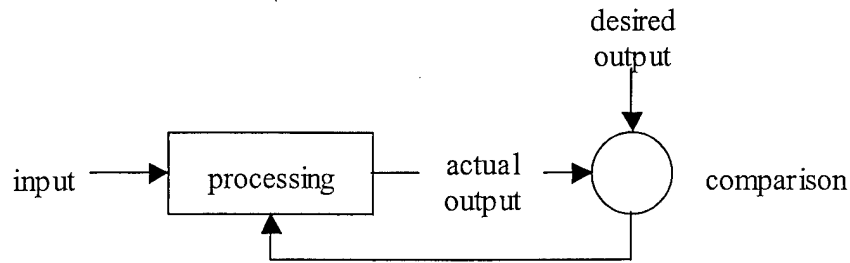 desired
output
input
processing
actual
output
comparison